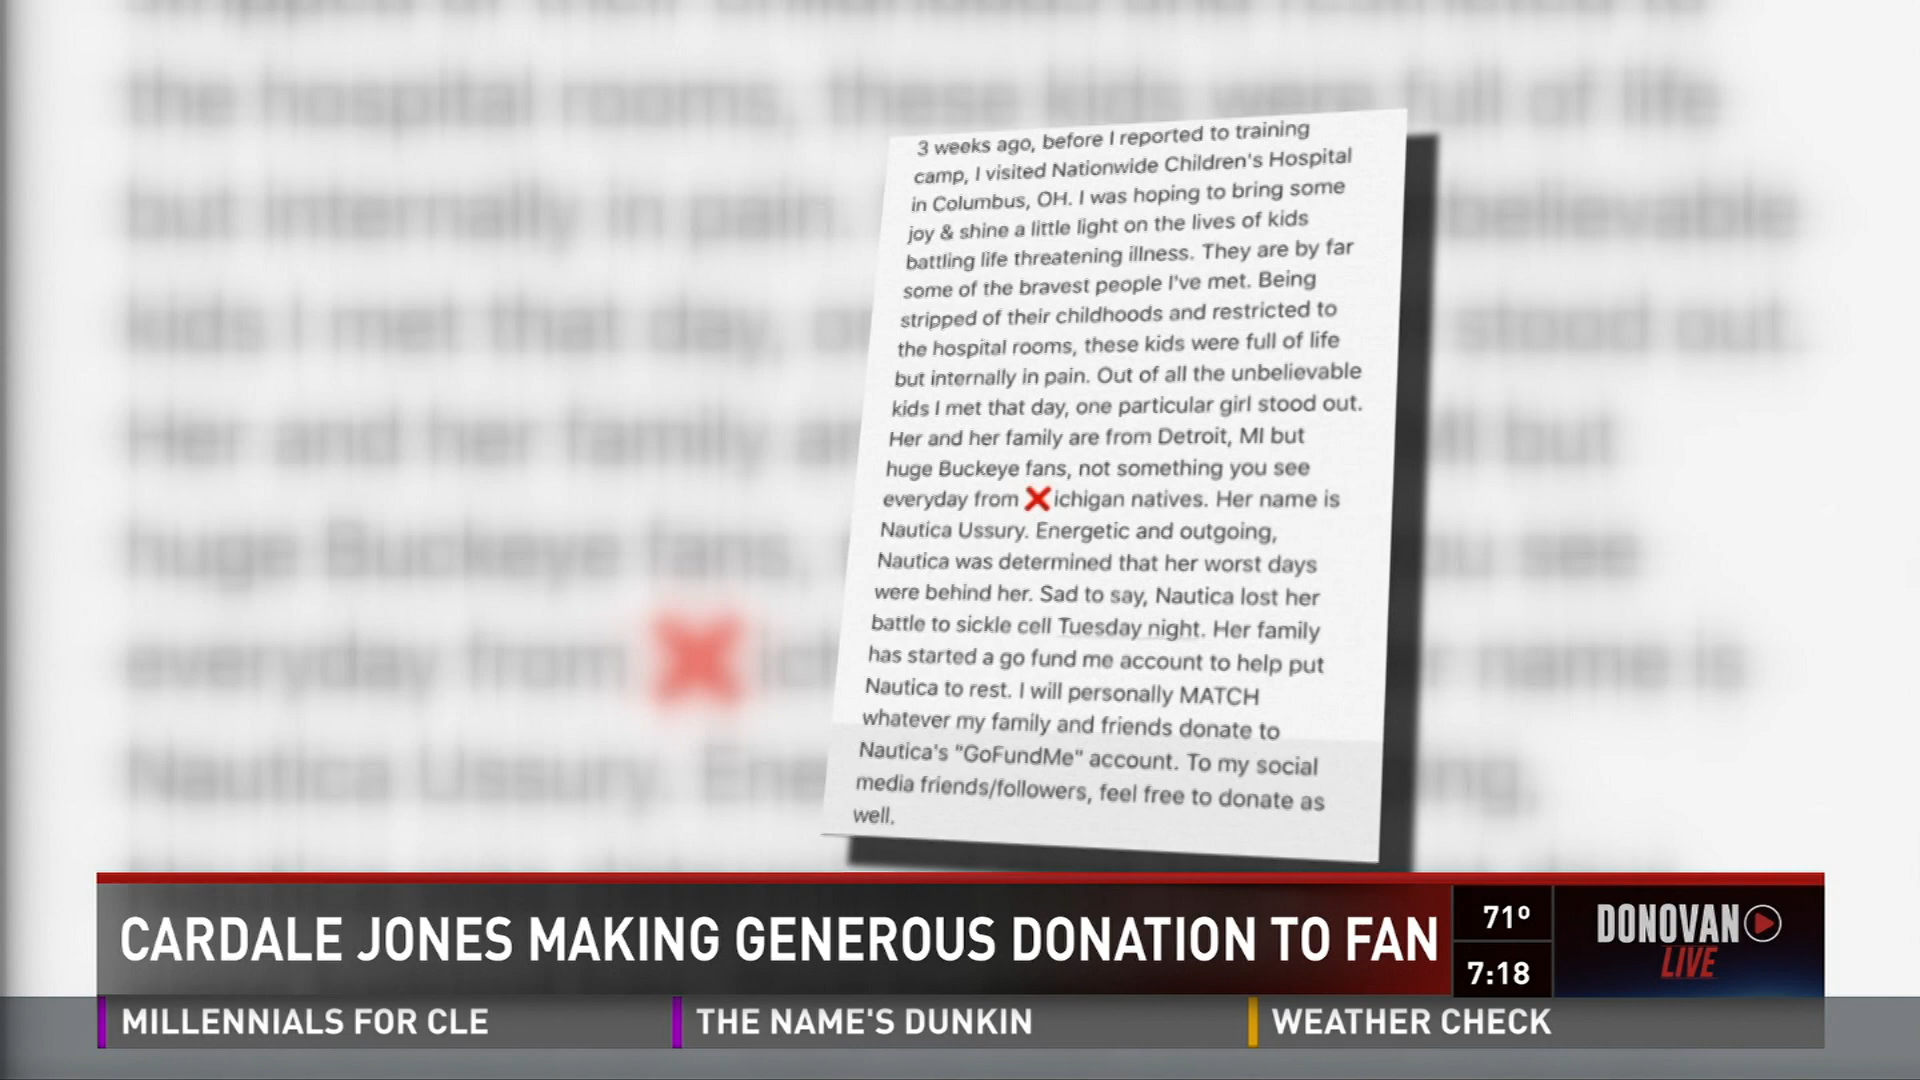 3 weeks ago, before I reported to training
camp, I visited Nationwide Children's Hospital
in Columbus, OH. I was hoping to bring some
joy & shine a little light on the lives of kids
battling life threatening illness. They are by far
some of the bravest people I've met. Being
stripped of their childhoods and restricted to
the hospital rooms, these kids were full of life
but internally in pain. Out of all the unbelievable
kids I met that day, one particular girl stood out.
Her and her family are from Detroit, MI but
huge Buckeye fans, not something you see
everyday from ❌ichigan natives. Her name is
Nautica Ussury. Energetic and outgoing,
Nautica was determined that her worst days
were behind her. Sad to say, Nautica lost her
battle to sickle cell Tuesday night. Her family
has started a go fund me account to help put
Nautica to rest. I will personally MATCH
whatever my family and friends donate to
Nautica's "GoFundMe" account. To my social
media friends/followers, feel free to donate as
well.
CARDALE JONES MAKING GENEROUS DONATION TO FAN
71°
7:18
DONOVAN
LIVE
MILLENNIALS FOR CLE
THE NAME'S DUNKIN
WEATHER CHECK